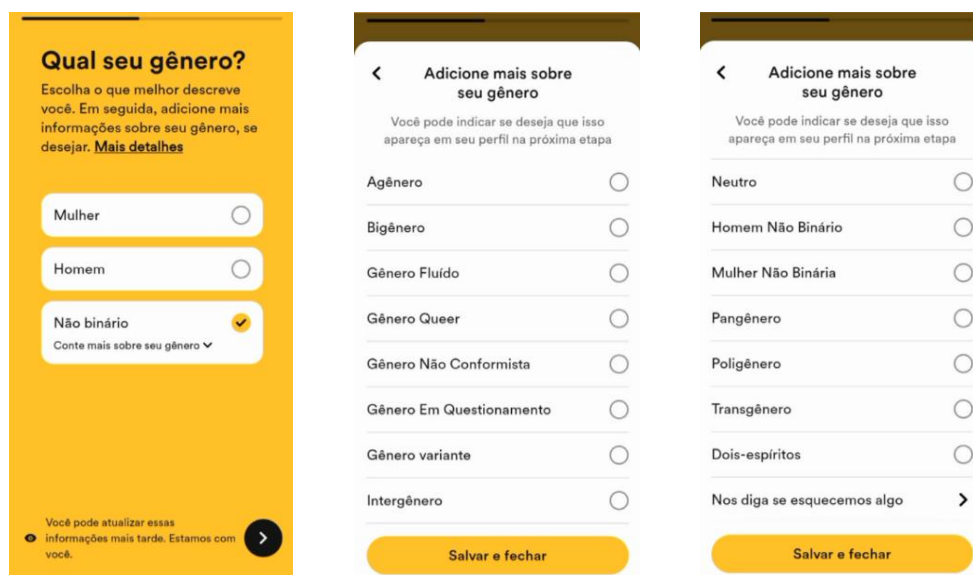 Qual seu gênero?
Escolha o que melhor descreve
você. Em seguida, adicione mais
informações sobre seu gênero, se
desejar. Mais detalhes
Mulher
Homem
Não binário
Conte mais sobre seu gênero
Você pode atualizar essas
informações mais tarde. Estamos com
você.
Adicione mais sobre
seu gênero
Você pode indicar se deseja que isso
apareça em seu perfil na próxima etapa
Agênero
Bigênero
Gênero Fluído
Gênero Queer
Gênero Não Conformista
Gênero Em Questionamento
Gênero variante
Intergênero
Salvar e fechar
Adicione mais sobre
seu gênero
Você pode indicar se deseja que isso
apareça em seu perfil na próxima etapa
Neutro
Homem Não Binário
Mulher Não Binária
Pangênero
Poligênero
Transgênero
Dois-espíritos
Nos diga se esquecemos algo
Salvar e fechar